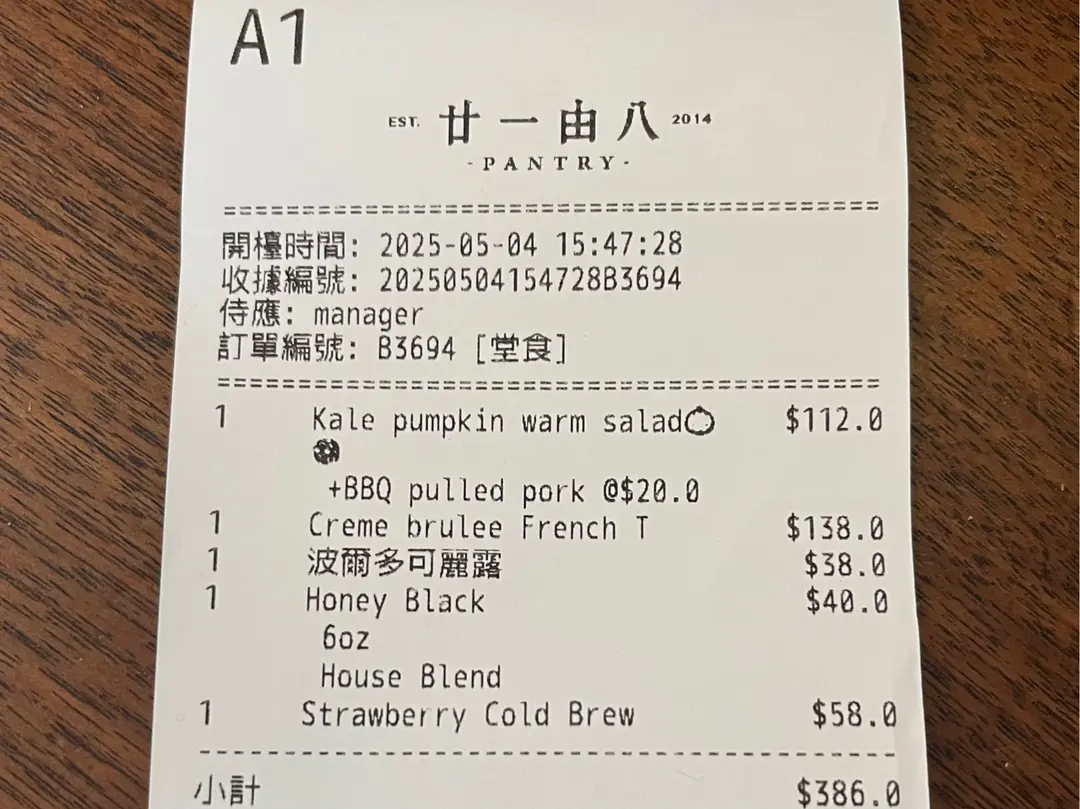 A1
EST. 廿一由八 2014
-PANTRY-
========================================
開檯時間: 2025-05-04 15:47:28
收據編號: 20250504154728B3694
侍應: manager
訂單編號: B3694 [堂食]
========================================
1 Kale pumpkin warm salad $112.0
+BBQ pulled pork @$20.0
1 Creme brulee French T $138.0
1 波爾多可麗露 $38.0
1 Honey Black $40.0
6oz
House Blend
1 Strawberry Cold Brew $58.0
----------------------------------------
小計 $386.0